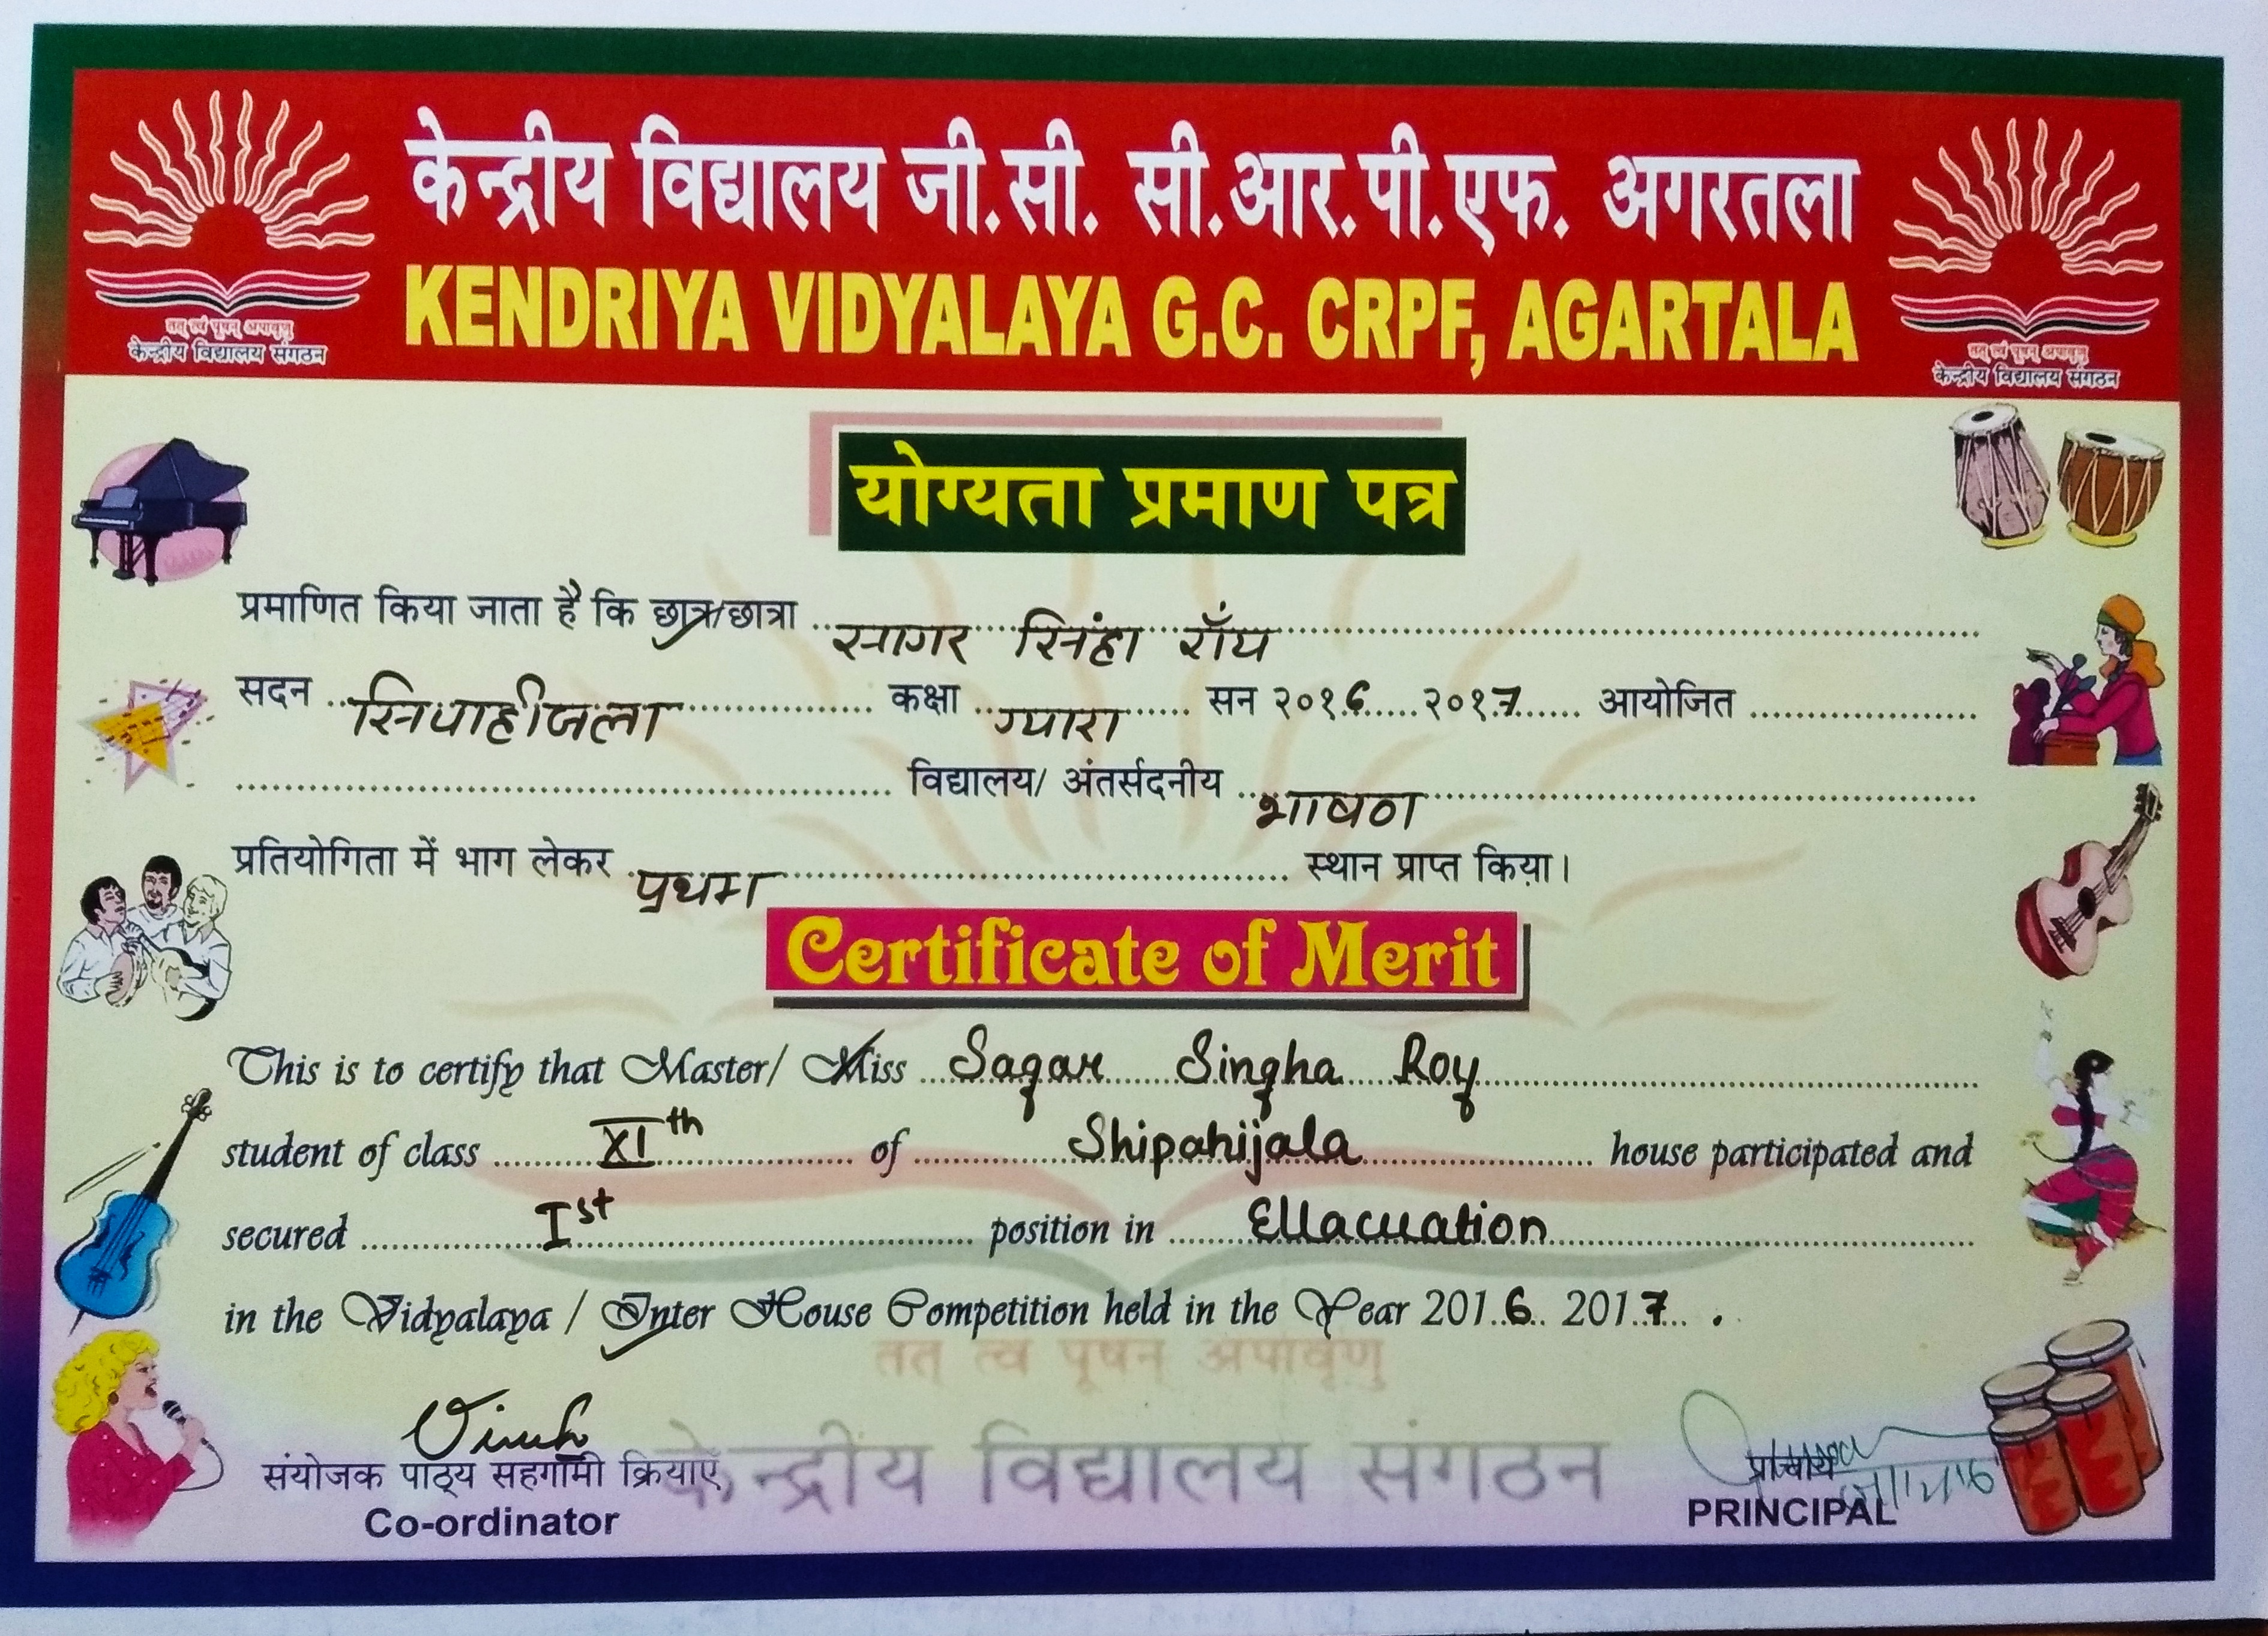 केन्द्रीय विद्यालय जी.सी. सी.आर.पी.एफ. अगरतला
KENDRIYA VIDYALAYA G.C. CRPF, AGARTALA
तत् त्वं पूषन् अपावृणु
केन्द्रीय विद्यालय संगठन
तत् त्वं पूषन् अपावृणु
केन्द्रीय विद्यालय संगठन
योग्यता प्रमाण पत्र
प्रमाणित किया जाता है कि छात्र/छात्रा सागर सिंहा रॉय
सदन सिपाहीजला कक्षा ग्यारा सन २०१6 २०१7 आयोजित
विद्यालय/ अंतर्सदनीय भाषण
प्रतियोगिता में भाग लेकर प्रथम स्थान प्राप्त किया।
Certificate of Merit
This is to certify that Master/ Miss Sagar Singha Roy
student of class XIth of Shipahijala house participated and
secured Ist position in Ellacuation
in the Vidyalaya / Inter House Competition held in the Year 2016 2017 .
तत् त्वं पूषन् अपावृणु
केन्द्रीय विद्यालय संगठन
संयोजक पाठ्य सहगामी क्रियाएँ
Co-ordinator
प्राचार्य
PRINCIPAL